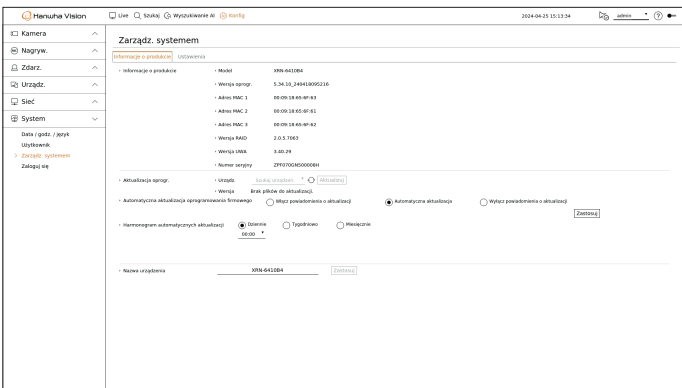 Hanwha Vision
Live Szukaj Wyszukiwanie AI Konfig
2024-04-25 15:13:34 admin
Kamera
Nagryw.
Zdarz.
Urządz.
Sieć
System
Data / godz. / język
Użytkownik
Zarządz. systemem
Zaloguj się
Zarządz. systemem
Informacje o produkcie Ustawienia
Informacje o produkcie Model XRN-6410B4
Wersja oprogr. 5.34.10_240418095216
Adres MAC 1 00:09:18:65:6F:63
Adres MAC 2 00:09:18:65:6F:61
Adres MAC 3 00:09:18:65:6F:62
Wersja RAID 2.0.5.7063
Wersja UWA 3.40.29
Numer seryjny ZPF070GN500008H
Aktualizacja oprogr. Urządz. Szukaj urządzeń Aktualizuj
Wersja Brak plików do aktualizacji.
Automatyczna aktualizacja oprogramowania firmowego Włącz powiadomienia o aktualizacji Automatyczna aktualizacja Wyłącz powiadomienia o aktualizacji
Zastosuj
Harmonogram automatycznych aktualizacji Dziennie Tygodniowo Miesięcznie
00:00
Nazwa urządzenia XRN-6410B4 Zastosuj